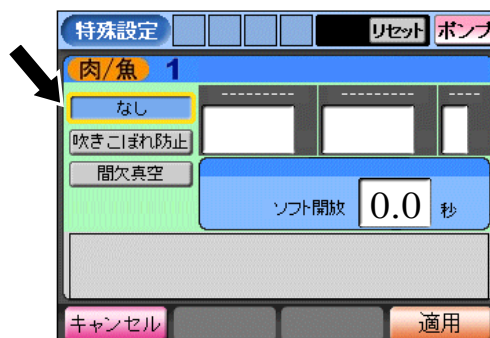 特殊設定 リセット ポンプ
肉/魚 1
なし --------- --------- ----
吹きこぼれ防止
間欠真空
ソフト開放 0.0 秒
キャンセル 適用